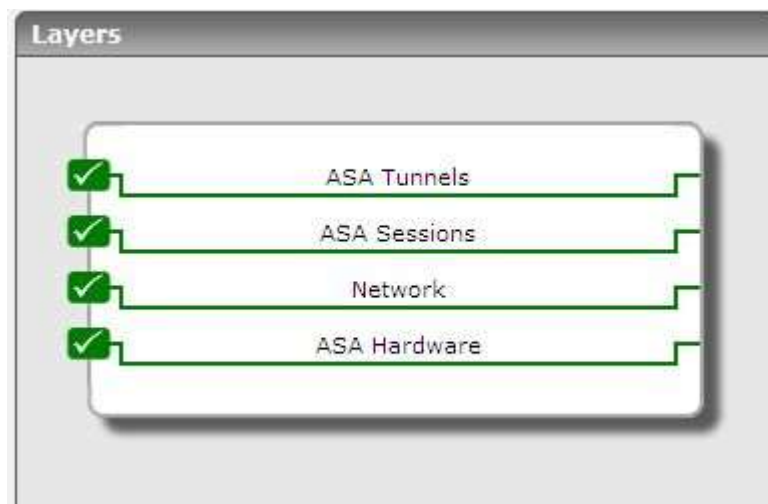 Layers
ASA Tunnels
ASA Sessions
Network
ASA Hardware